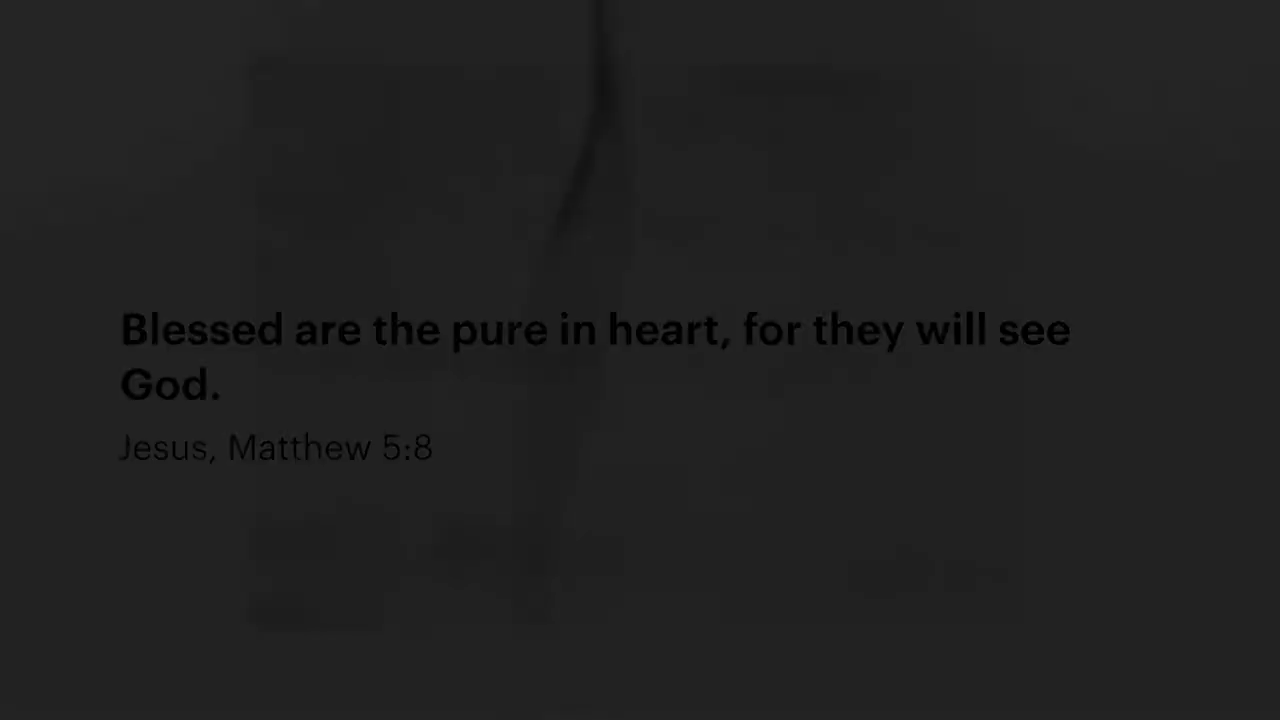 Blessed are the pure in heart, for they will see
God.
Jesus, Matthew 5:8